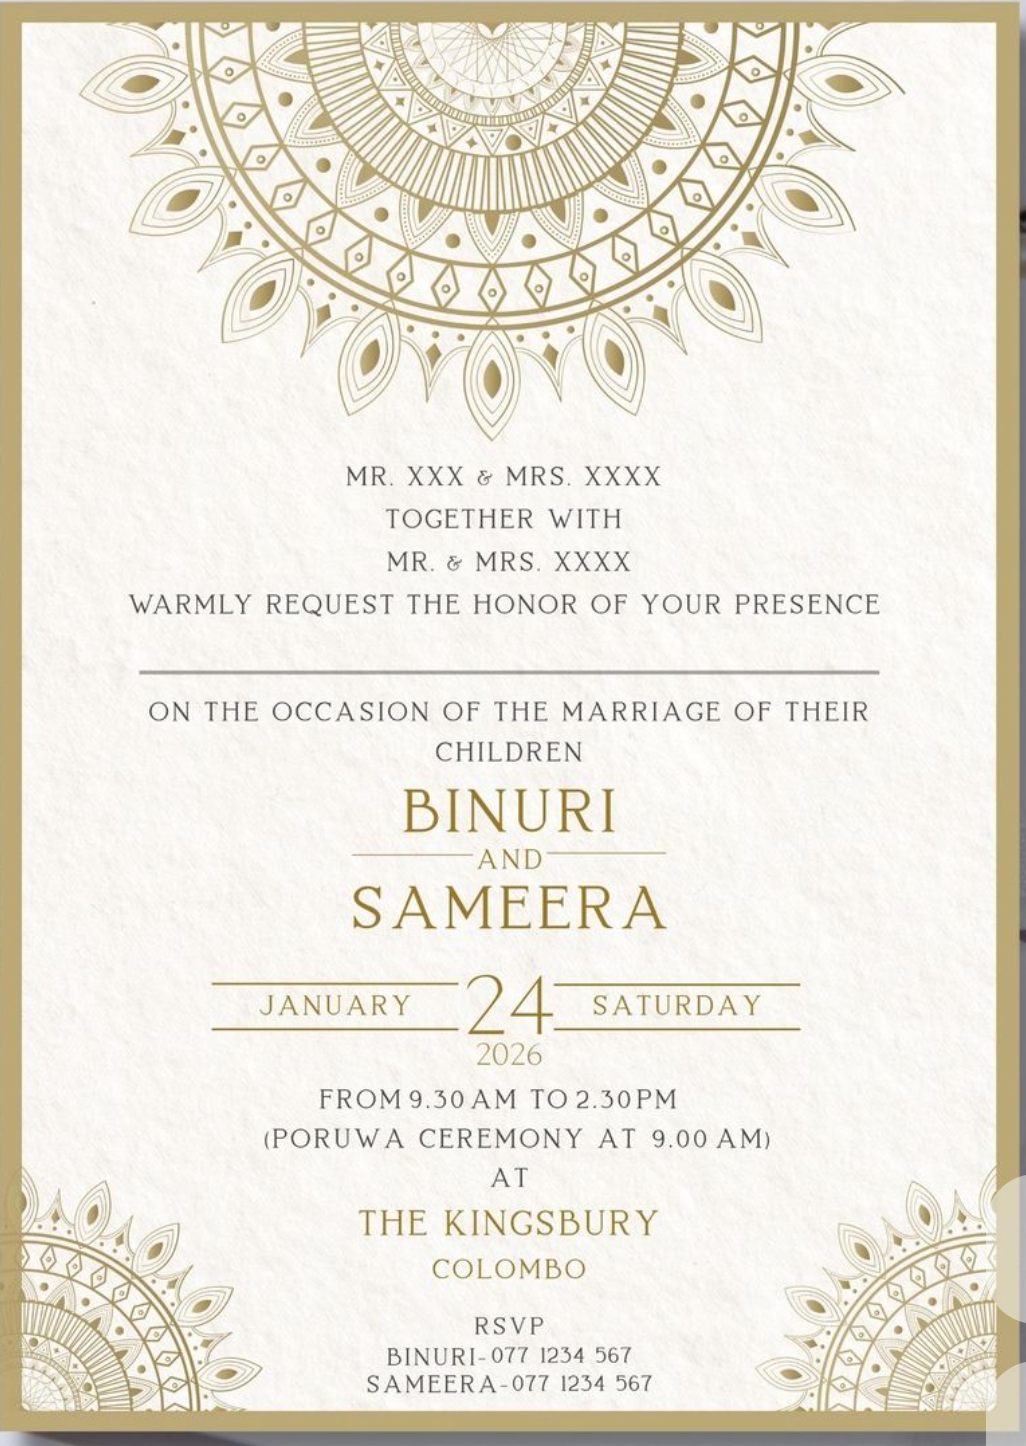 MR. XXX & MRS. XXXX
TOGETHER WITH
MR. & MRS. XXXX
WARMLY REQUEST THE HONOR OF YOUR PRESENCE
ON THE OCCASION OF THE MARRIAGE OF THEIR
CHILDREN
BINURI
AND
SAMEERA
JANUARY 24 SATURDAY
2026
FROM 9.30 AM TO 2.30 PM
(PORUWA CEREMONY AT 9.00 AM)
AT
THE KINGSBURY
COLOMBO
RSVP
BINURI-077 1234 567
SAMEERA-077 1234 567